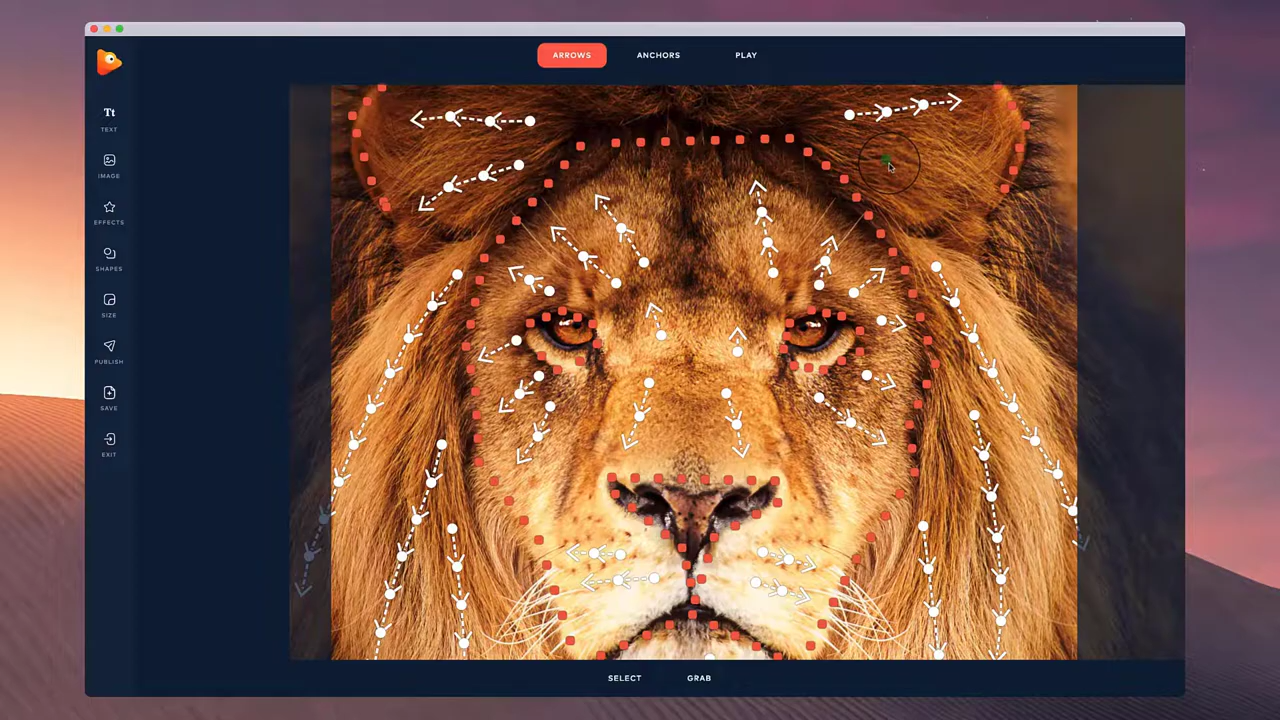 ARROWS
ANCHORS
PLAY
Tt
TEXT
IMAGE
EFFECTS
SHAPES
SIZE
PUBLISH
SAVE
EXIT
SELECT
GRAB